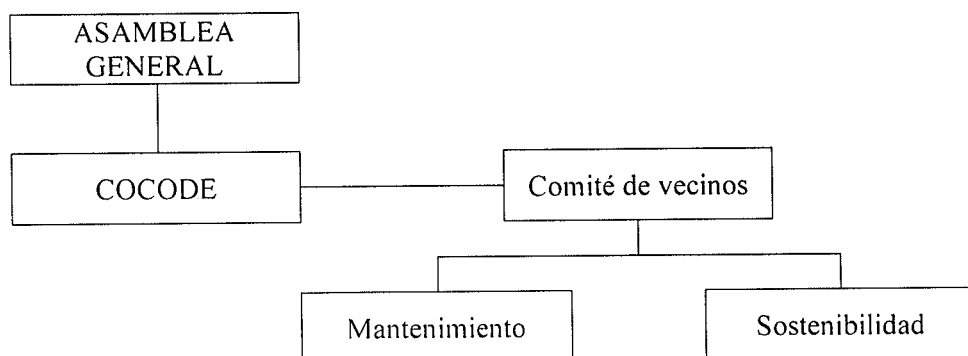 ASAMBLEA
GENERAL
COCODE
Comité de vecinos
Mantenimiento
Sostenibilidad